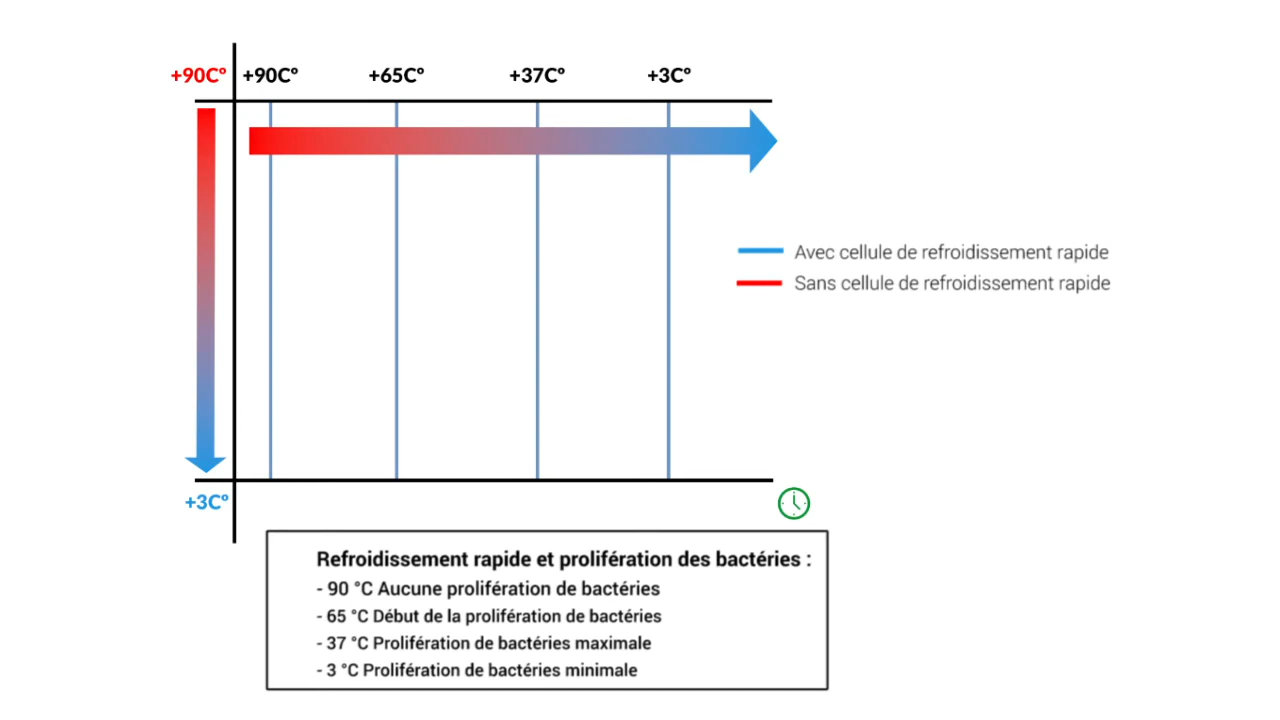 +90C° +90C° +65C° +37C° +3C°
Avec cellule de refroidissement rapide
Sans cellule de refroidissement rapide
+3C°
Refroidissement rapide et prolifération des bactéries :
- 90 °C Aucune prolifération de bactéries
- 65 °C Début de la prolifération de bactéries
- 37 °C Prolifération de bactéries maximale
- 3 °C Prolifération de bactéries minimale